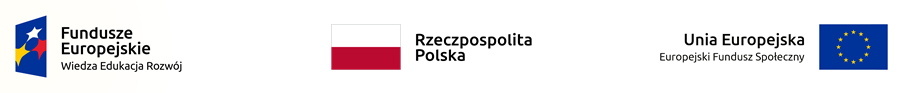 Fundusze
Europejskie
Wiedza Edukacja Rozwój
Rzeczpospolita
Polska
Unia Europejska
Europejski Fundusz Społeczny